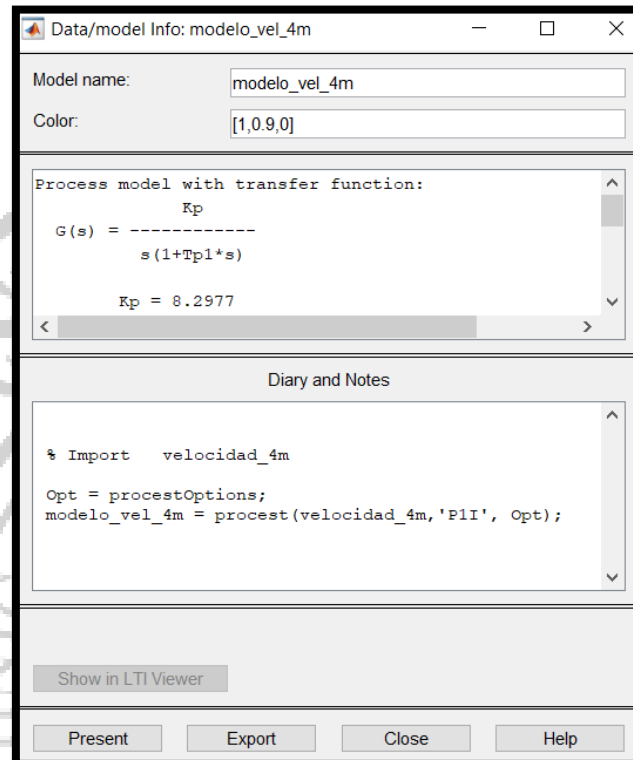 Data/model Info: modelo_vel_4m
Model name:
modelo_vel_4m
Color:
[1,0.9,0]
Process model with transfer function:
Kp
G(s) = ------------
s(1+Tp1*s)
Kp = 8.2977
Diary and Notes
% Import   velocidad_4m
Opt = procestOptions;
modelo_vel_4m = procest(velocidad_4m,'P1I', Opt);
Show in LTI Viewer
Present
Export
Close
Help